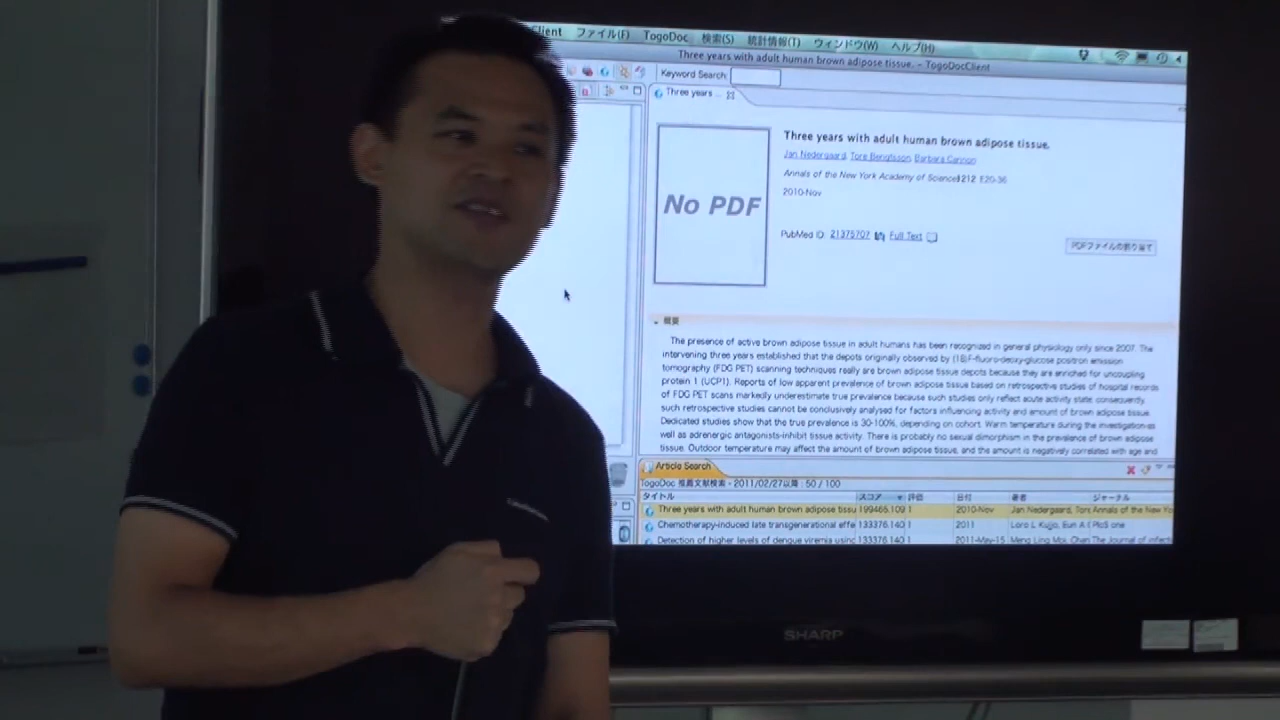 Client ファイル(F) TogoDoc 検索(S) 統計情報(T) ウィンドウ(W) ヘルプ(H)
Three years with adult human brown adipose tissue. - TogoDocClient
Keyword Search:
Three years ...
Three years with adult human brown adipose tissue.
Jan Nedergaard, Tore Bengtsson, Barbara Cannon
Annals of the New York Academy of Sciences 1212 E20-36
2010-Nov
No PDF
PubMed ID: 21375707 Full Text
PDFファイルの割り当て
概要
The presence of active brown adipose tissue in adult humans has been recognized in general physiology only since 2007. The
intervening three years established that the depots originally observed by (18)F-fluoro-deoxy-glucose positron emission
tomography (FDG PET) scanning techniques really are brown adipose tissue depots because they are enriched for uncoupling
protein 1 (UCP1). Reports of low apparent prevalence of brown adipose tissue based on retrospective studies of hospital records
of FDG PET scans markedly underestimate true prevalence because such studies only reflect acute activity state; consequently,
such retrospective studies cannot be conclusively analysed for factors influencing activity and amount of brown adipose tissue.
Dedicated studies show that the true prevalence is 30-100%, depending on cohort. Warm temperature during the investigation-as
well as adrenergic antagonists-inhibit tissue activity. There is probably no sexual dimorphism in the prevalence of brown adipose
tissue. Outdoor temperature may affect the amount of brown adipose tissue, and the amount is negatively correlated with age and
Article Search
TogoDoc 推薦文献検索 - 2011/02/27以降 : 50 / 100
タイトル スコア 評価 日付 著者 ジャーナル
Three years with adult human brown adipose tissu 199465.109 1 2010-Nov Jan Nedergaard, Tore Annals of the New Yo
Chemotherapy-induced late transgenerational effe 133376.140 1 2011 Loro L Kujjo, Eun A ( PloS one
Detection of higher levels of dengue viremia using 133376.140 1 2011-May-15 Meng Ling Moi, Chan The Journal of infect
SHARP